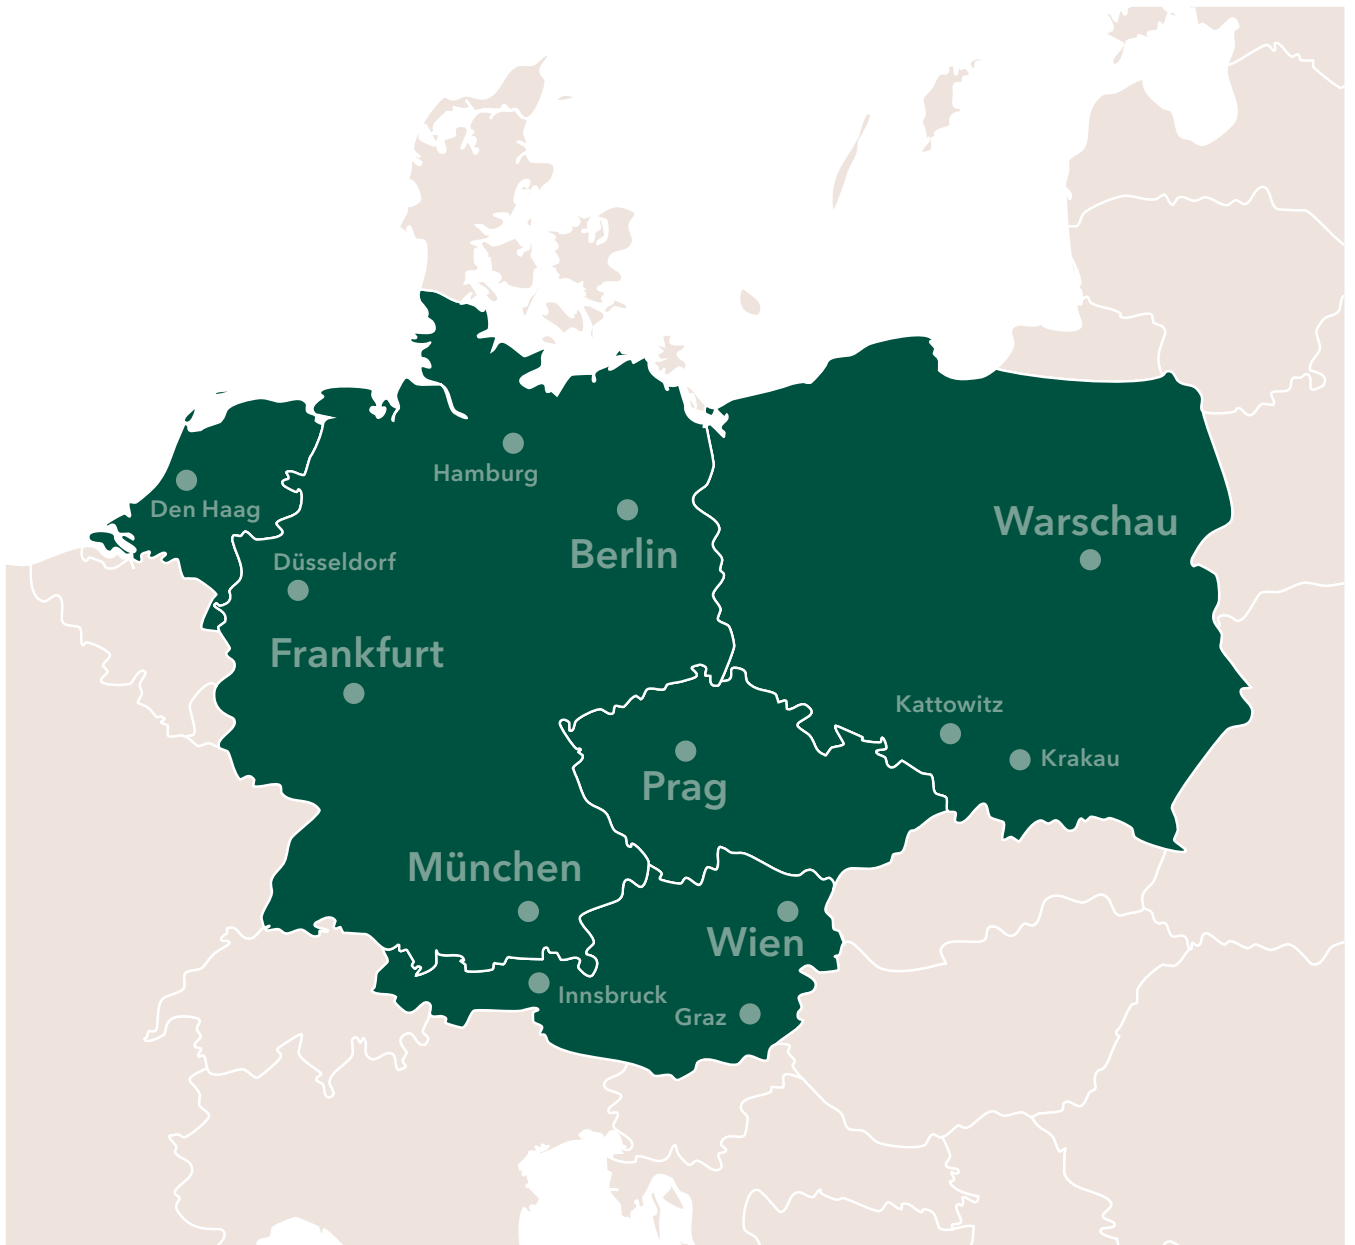 Hamburg
Den Haag
Berlin
Warschau
Düsseldorf
Frankfurt
Kattowitz
Krakau
Prag
München
Wien
Innsbruck
Graz